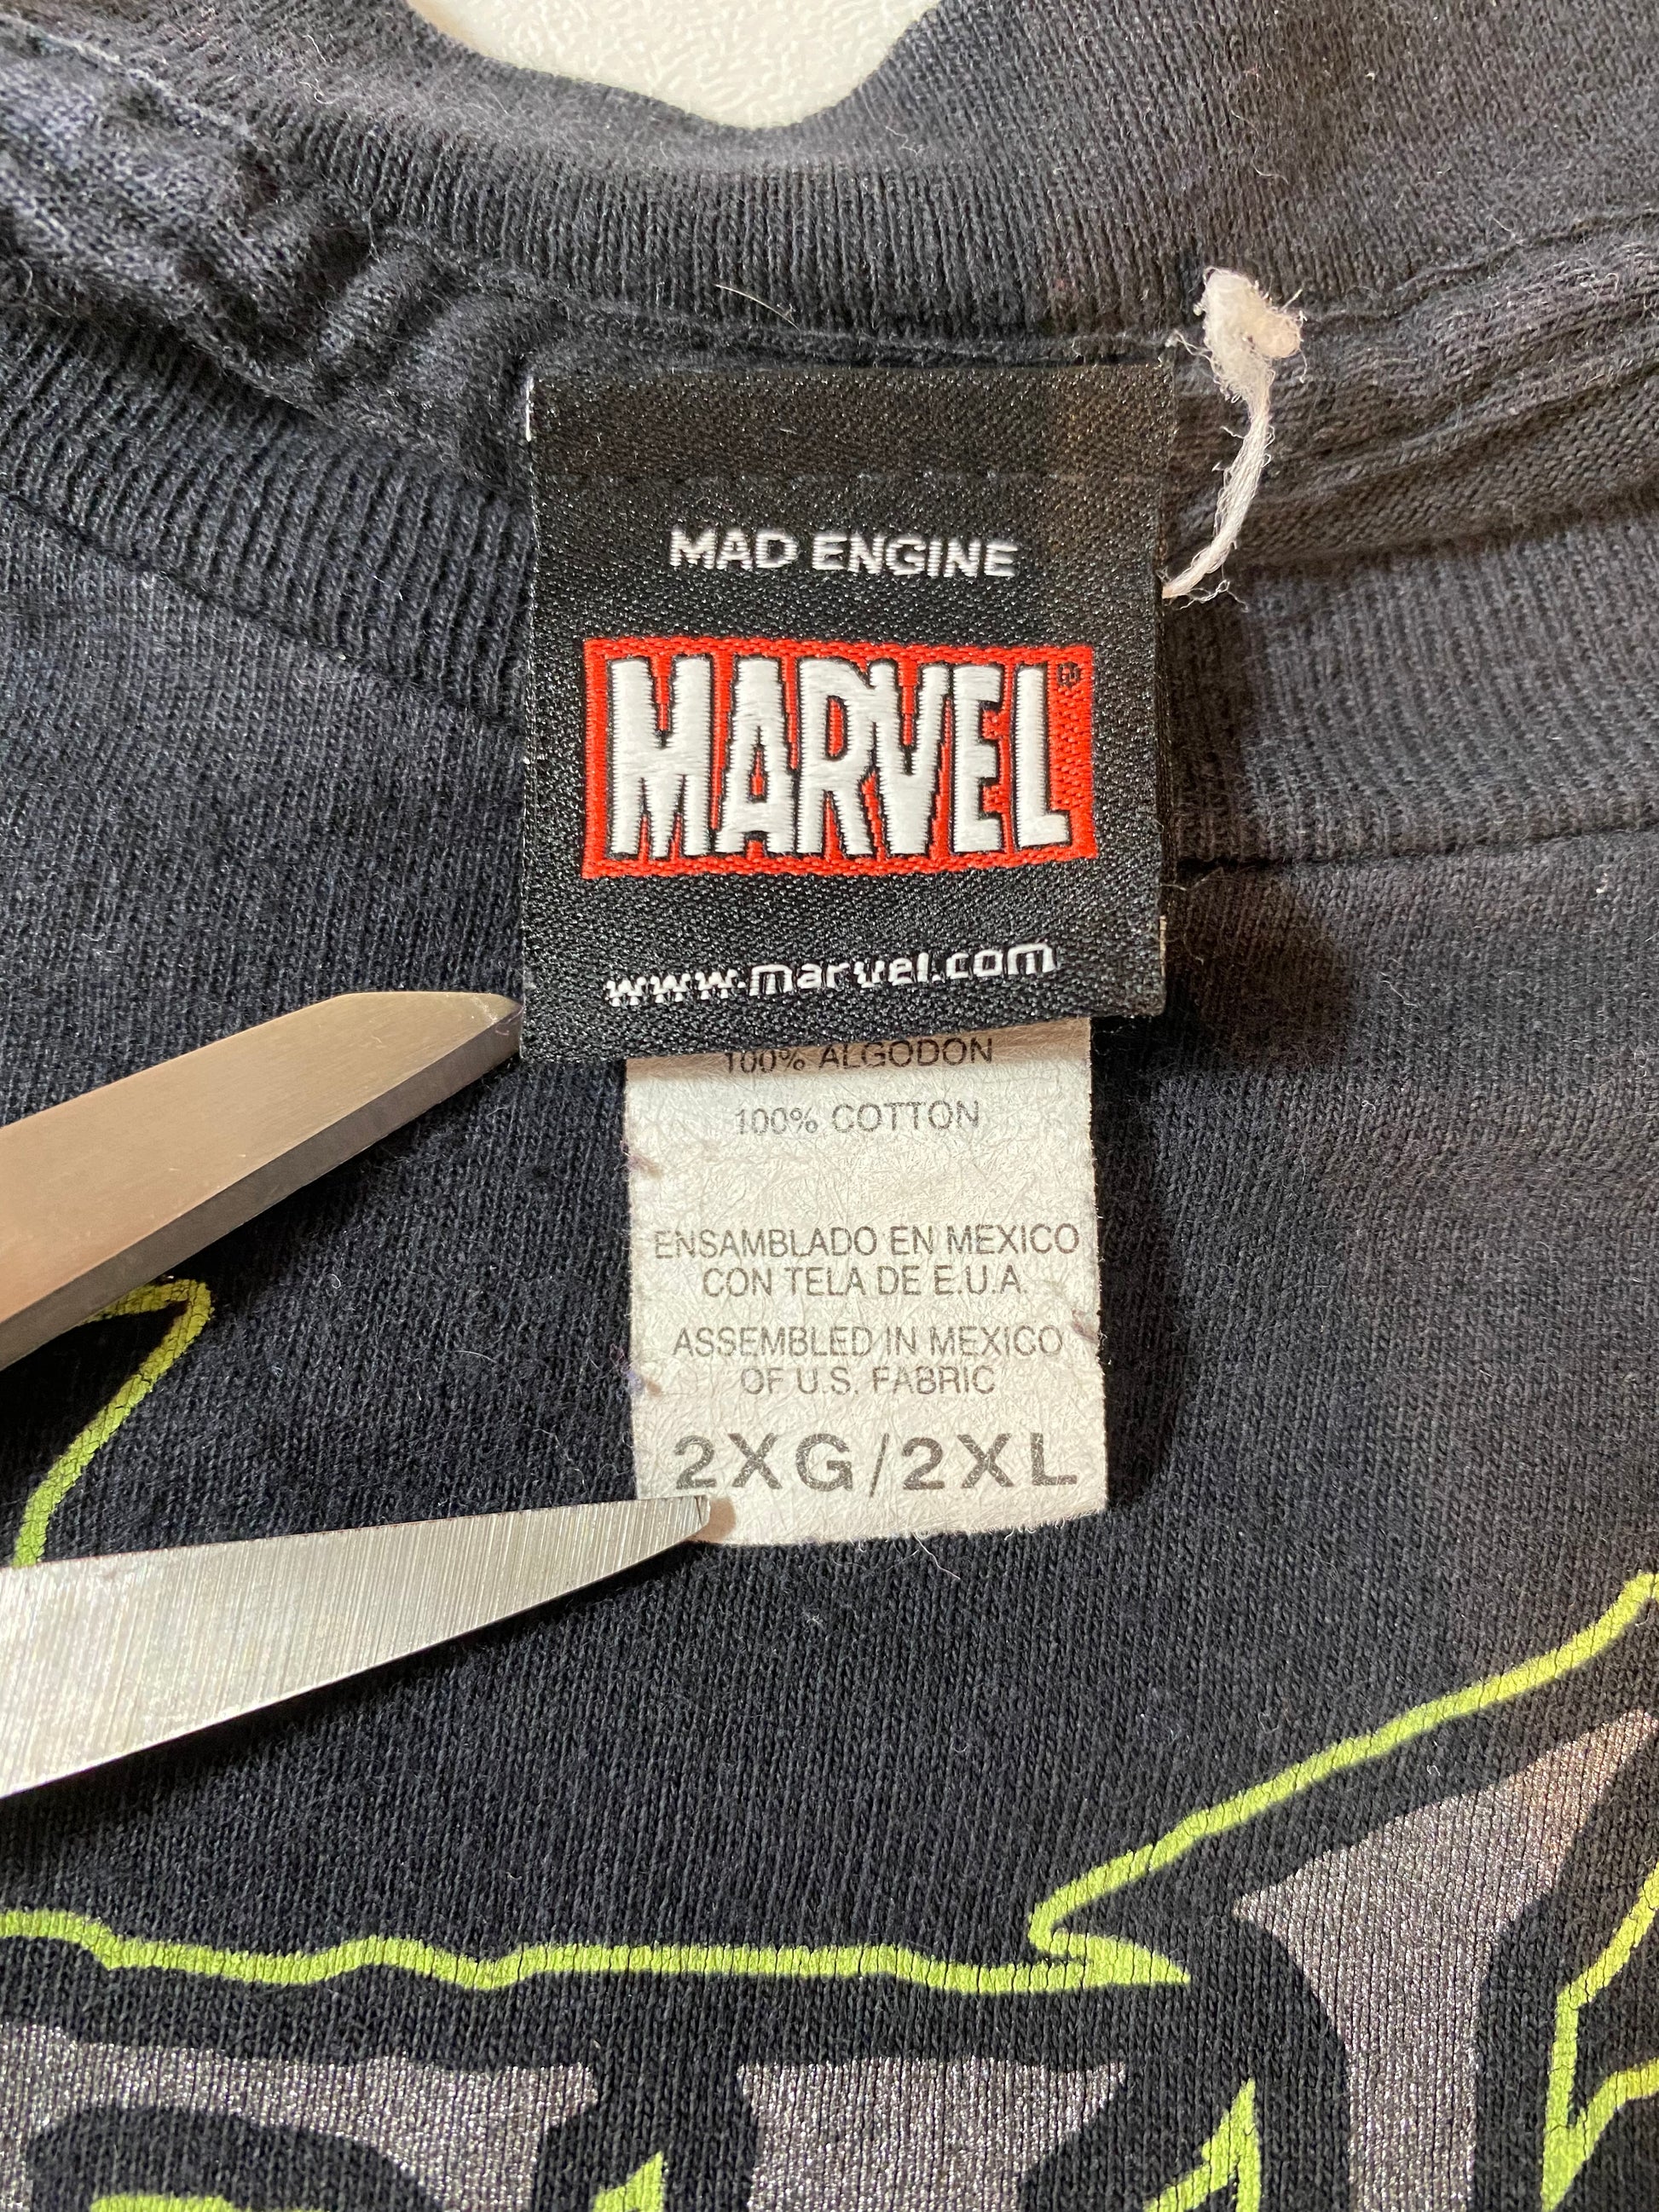 MAD ENGINE
MARVEL®
www.marvel.com
100% ALGODON
100% COTTON
ENSAMBLADO EN MEXICO
CON TELA DE E.U.A.
ASSEMBLED IN MEXICO
OF U.S. FABRIC
2XG/2XL